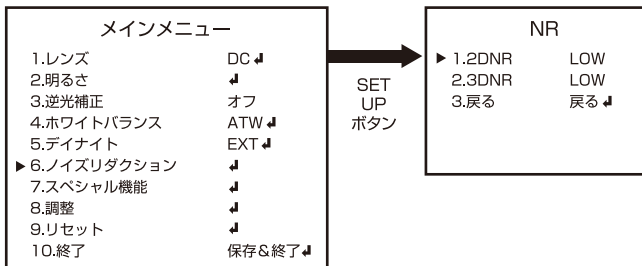 メインメニュー
1.レンズ DC↲
2.明るさ ↲
3.逆光補正 オフ
4.ホワイトバランス ATW↲
5.デイナイト EXT↲
▶ 6.ノイズリダクション ↲
7.スペシャル機能 ↲
8.調整 ↲
9.リセット ↲
10.終了 保存&終了↲
SET
UP
ボタン
NR
▶ 1.2DNR LOW
2.3DNR LOW
3.戻る 戻る↲